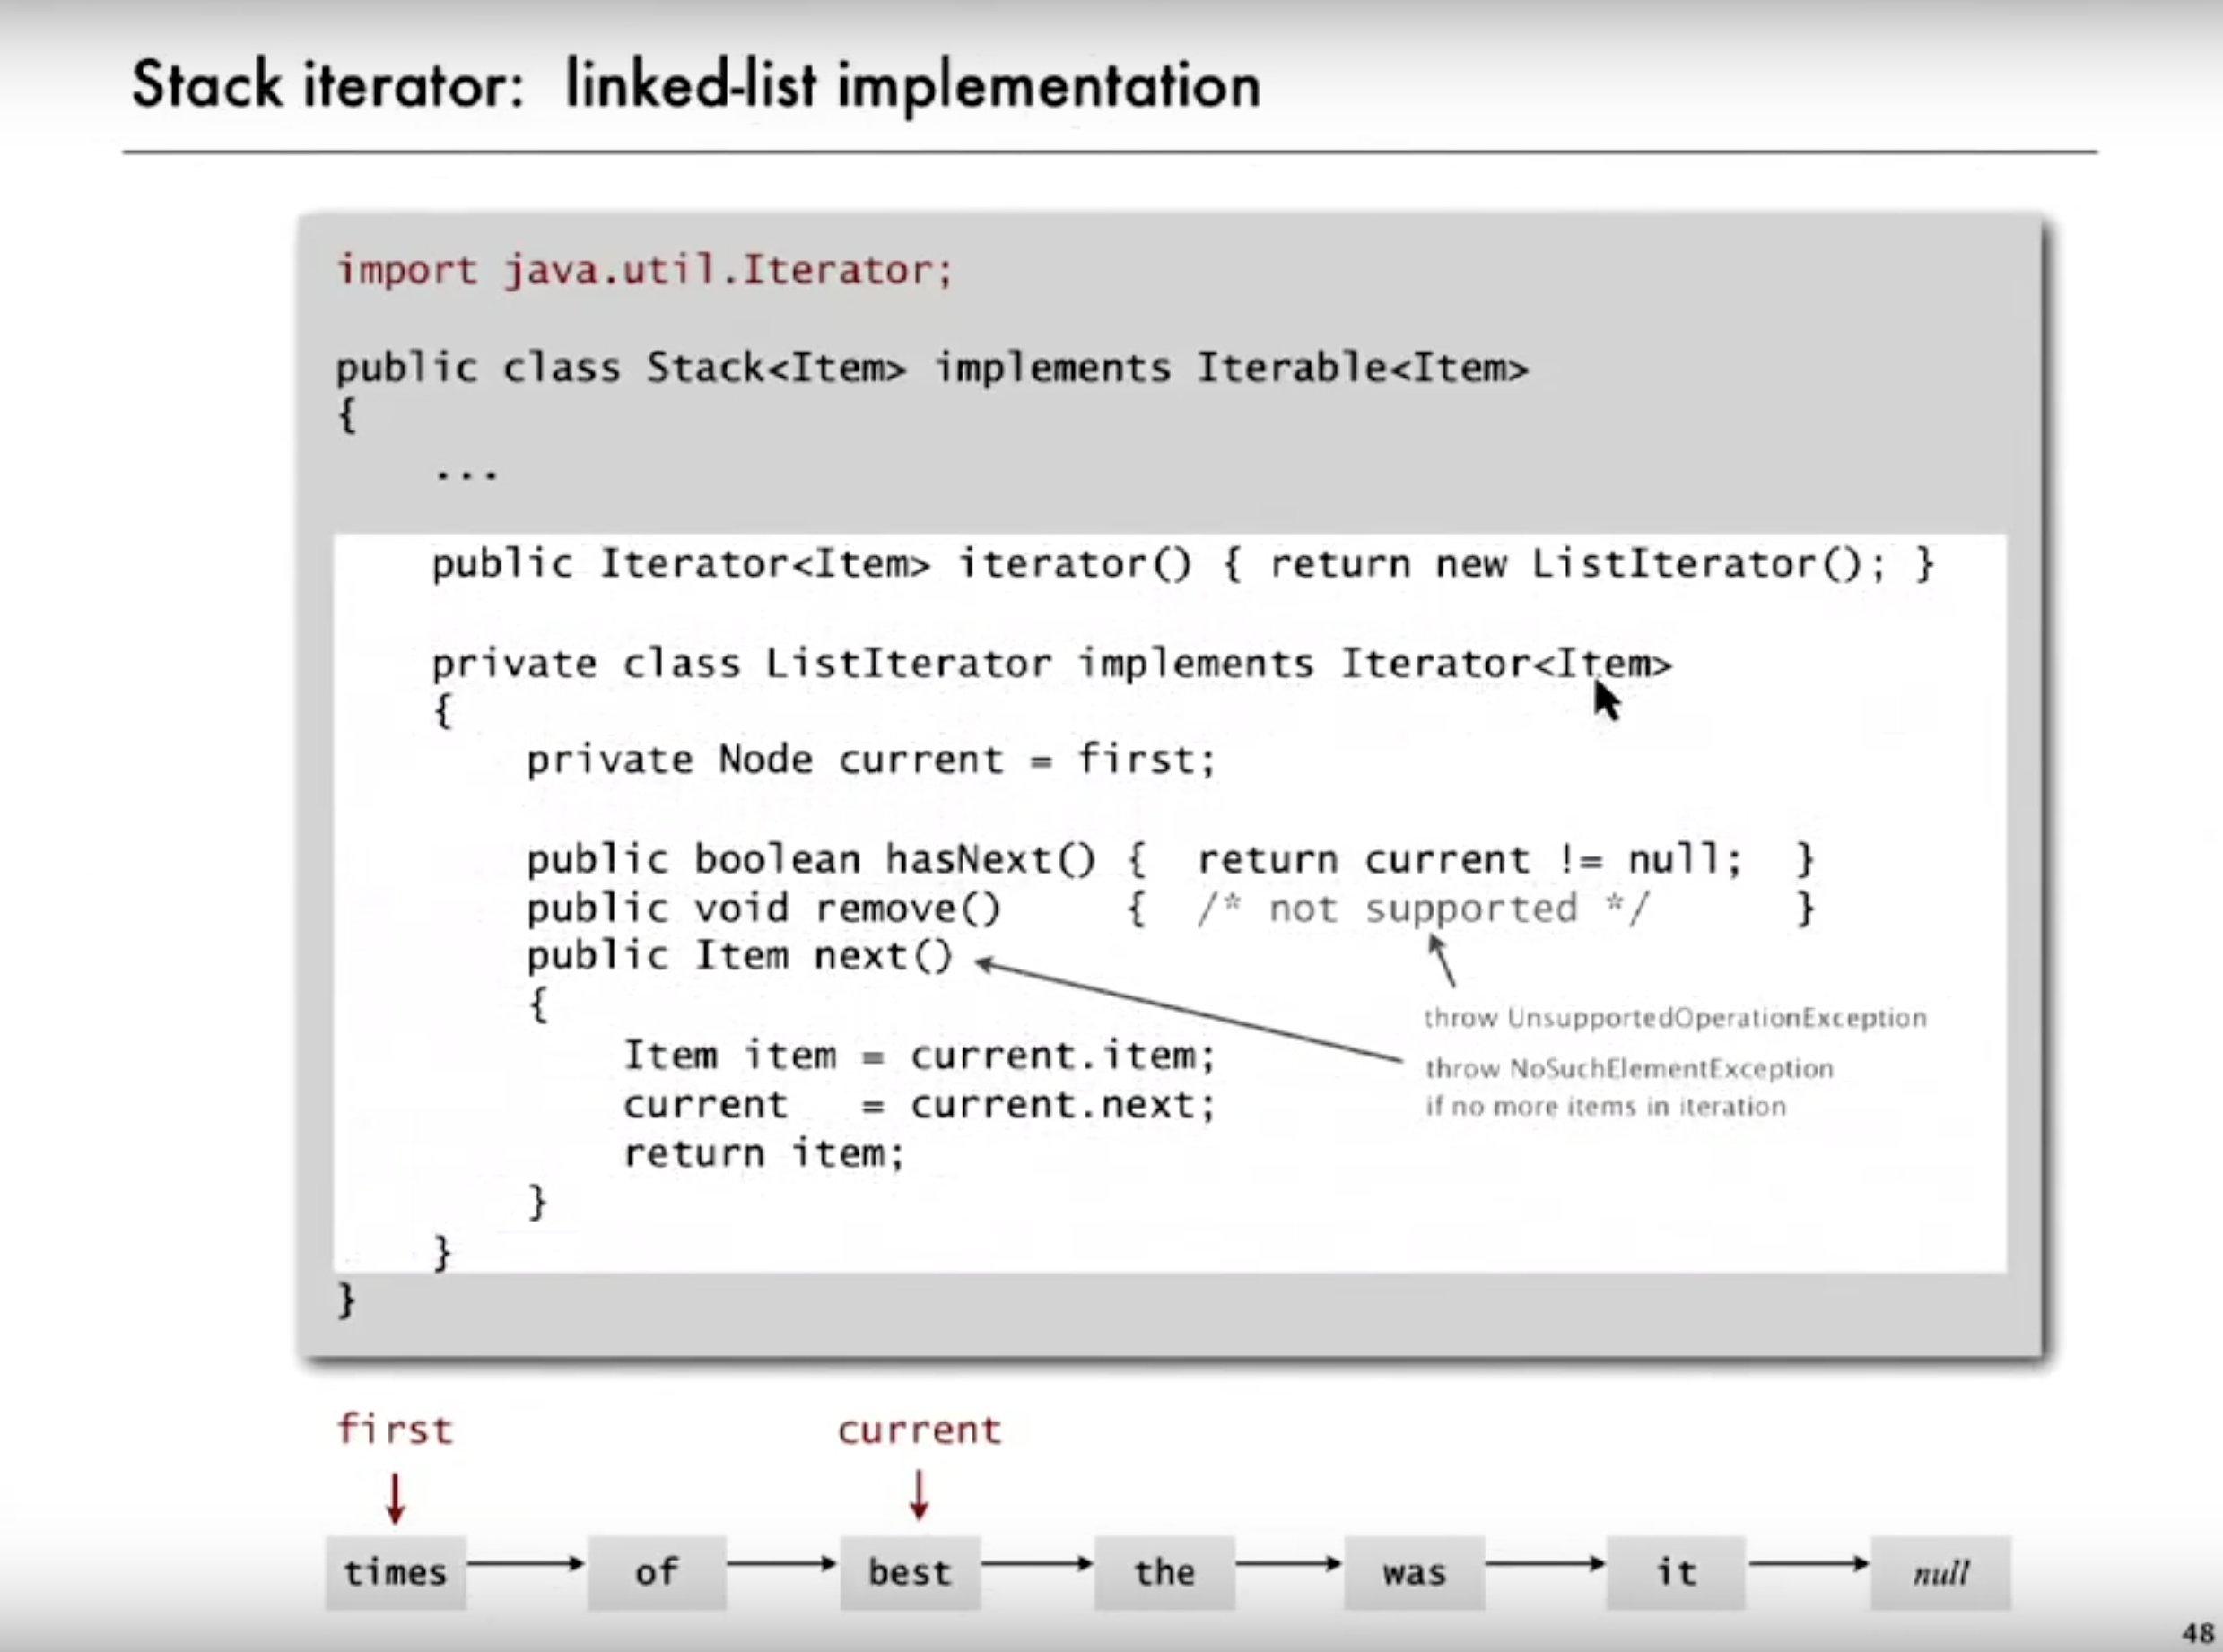 Stack iterator: linked-list implementation
import java.util.Iterator;
public class Stack<Item> implements Iterable<Item>
{
...
public Iterator<Item> iterator() { return new ListIterator(); }
private class ListIterator implements Iterator<Item>
{
private Node current = first;
public boolean hasNext() { return current != null; }
public void remove() { /* not supported */ }
public Item next()
{
throw UnsupportedOperationException
Item item = current.item;
throw NoSuchElementException
current = current.next;
if no more items in iteration
return item;
}
}
}
first current
times of best the was it null
48